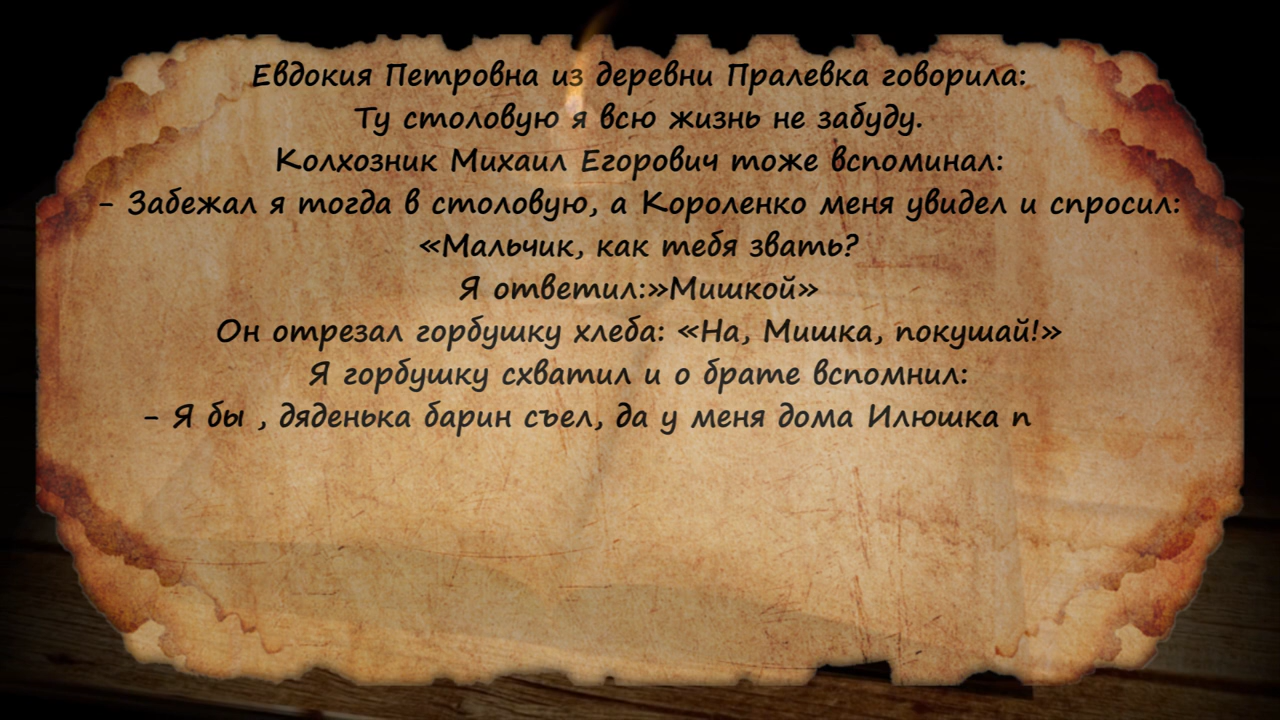 Евдокия Петровна из деревни Пралевка говорила:
Ту столовую я всю жизнь не забуду.
Колхозник Михаил Егорович тоже вспоминал:
- Забежал я тогда в столовую, а Короленко меня увидел и спросил:
«Мальчик, как тебя звать?
Я ответил:»Мишкой»
Он отрезал горбушку хлеба: «На, Мишка, покушай!»
Я горбушку схватил и о брате вспомнил:
- Я бы , дяденька барин съел, да у меня дома Илюшка п